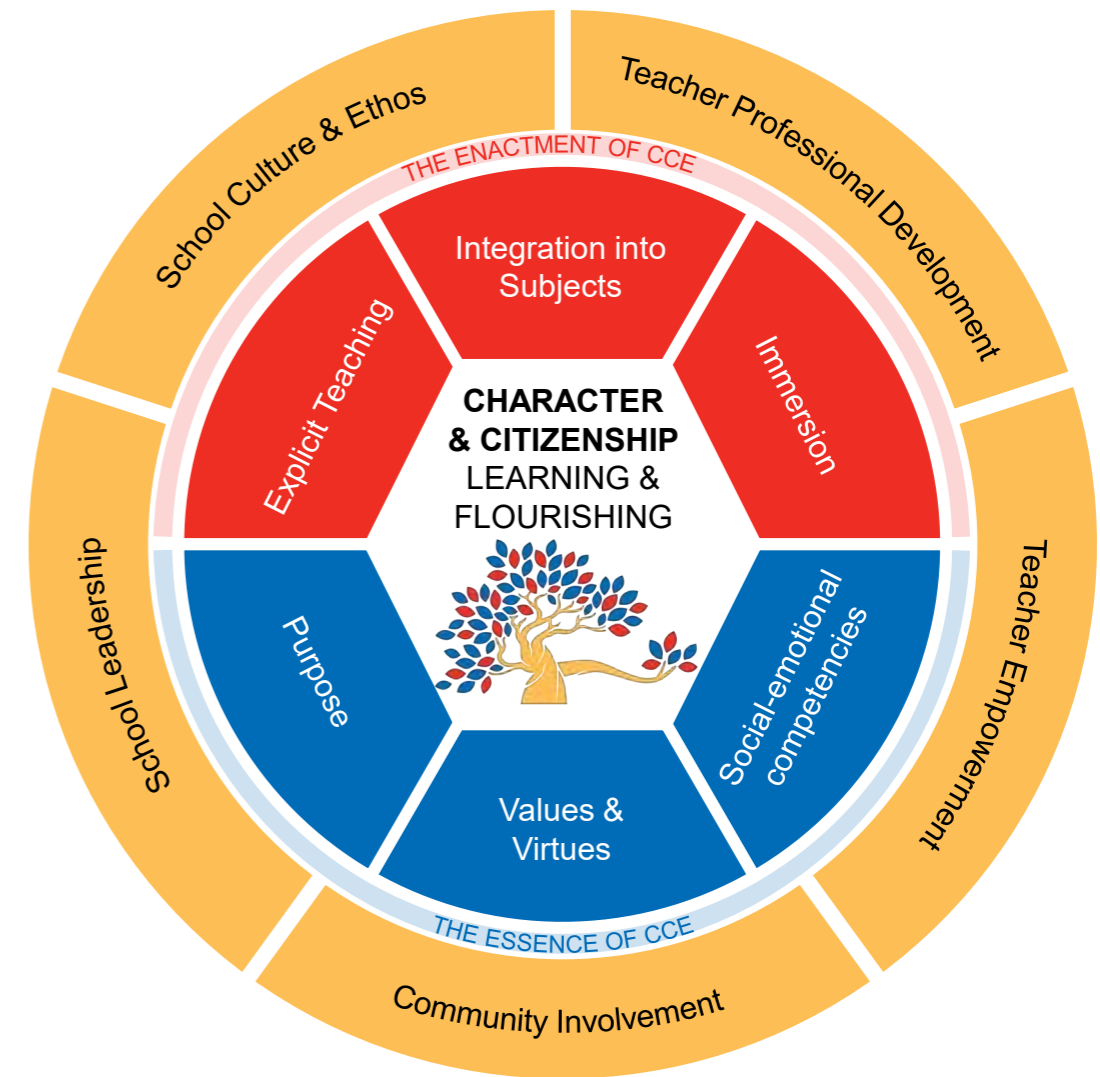 School Culture & Ethos
Teacher Professional Development
THE ENACTMENT OF CCE
Integration into
Subjects
Explicit Teaching
Immersion
CHARACTER
& CITIZENSHIP
LEARNING &
FLOURISHING
School Leadership
Purpose
Social-emotional
competencies
Teacher Empowerment
Values &
Virtues
THE ESSENCE OF CCE
Community Involvement